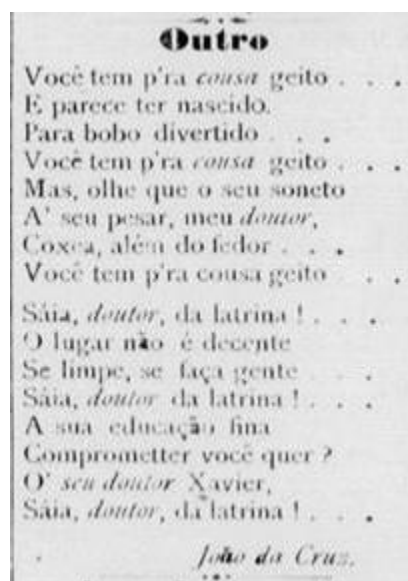 Outro
Você tem p'ra cousa geito . . .
E parece ter nascido.
Para bobo divertido . . .
Você tem p'ra cousa geito . . .
Mas, olhe que o seu soneto
A' seu pesar, meu doutor,
Coxea, além do fedor . . .
Você tem p'ra cousa geito . . .
Sáia, doutor, da latrina ! . . .
O lugar não é decente
Se limpe, se faça gente . . .
Sáia, doutor da latrina ! . . .
A sua educação fina
Comprometter você quer ?
O' seu doutor Xavier,
Sáia, doutor, da latrina ! . . .
João da Cruz.